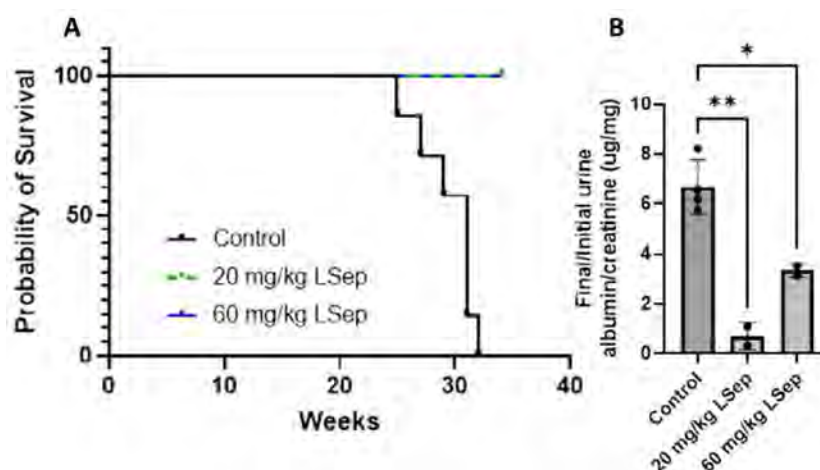 A
Probability of Survival
100
50
0
0
10
20
30
40
Weeks
Control
20 mg/kg LSep
60 mg/kg LSep
B
*
**
Final/Initial urine
albumin/creatinine (ug/mg)
10
8
6
4
2
0
Control
20 mg/kg LSep
60 mg/kg LSep